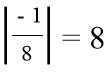 |-1/8| = 8